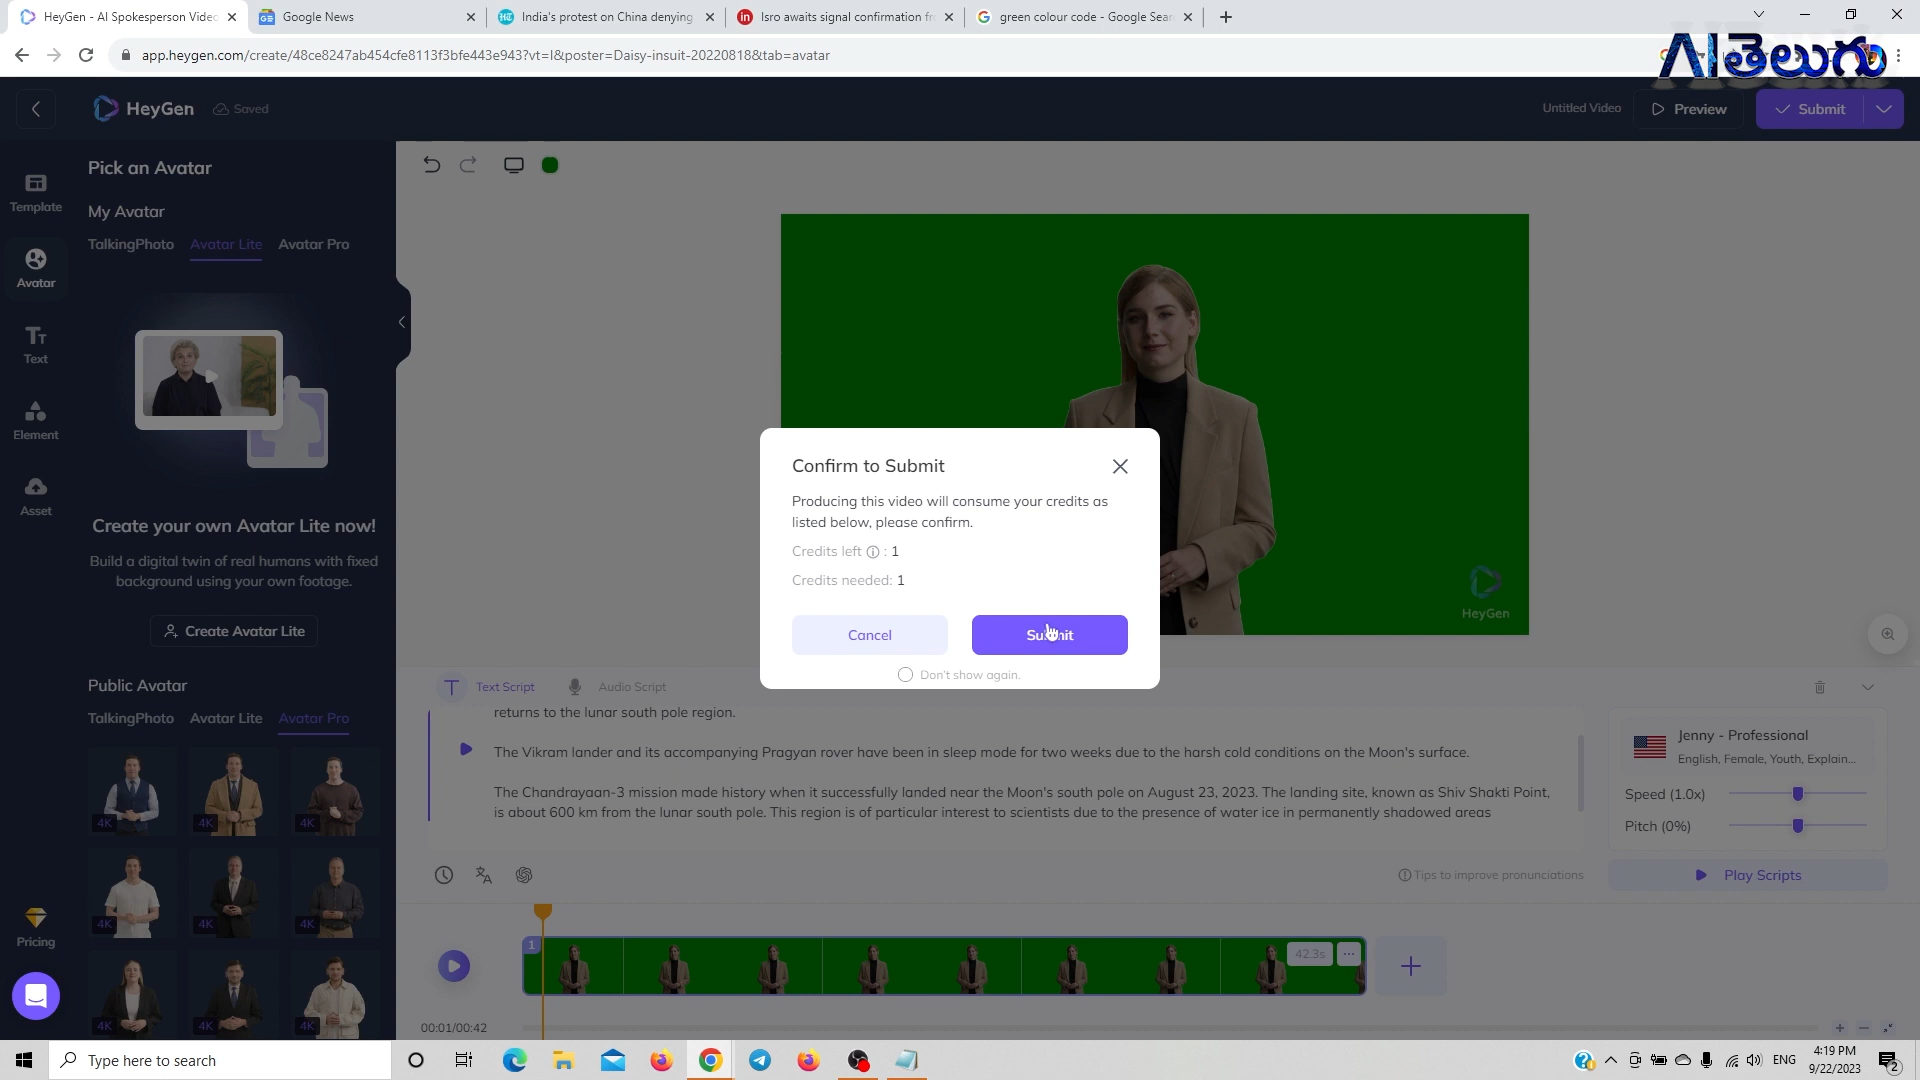 HeyGen - AI Spokesperson Video
Google News
India's protest on China denying
Isro awaits signal confirmation fr
green colour code - Google Sear
app.heygen.com/create/48ce8247ab454cfe8113f3bfe443e943?vt=l&poster=Daisy-insuit-20220818&tab=avatar
AIతెలుగు
HeyGen
Saved
Untitled Video
Preview
Submit
Pick an Avatar
My Avatar
TalkingPhoto
Avatar Lite
Avatar Pro
Template
Avatar
Text
Element
Asset
Create your own Avatar Lite now!
Build a digital twin of real humans with fixed
background using your own footage.
Create Avatar Lite
Public Avatar
TalkingPhoto
Avatar Lite
Avatar Pro
4K
4K
4K
4K
4K
4K
4K
4K
4K
Pricing
HeyGen
Confirm to Submit
Producing this video will consume your credits as
listed below, please confirm.
Credits left : 1
Credits needed: 1
Cancel
Submit
Don't show again.
Text Script
Audio Script
returns to the lunar south pole region.
The Vikram lander and its accompanying Pragyan rover have been in sleep mode for two weeks due to the harsh cold conditions on the Moon's surface.
The Chandrayaan-3 mission made history when it successfully landed near the Moon's south pole on August 23, 2023. The landing site, known as Shiv Shakti Point,
is about 600 km from the lunar south pole. This region is of particular interest to scientists due to the presence of water ice in permanently shadowed areas
Jenny - Professional
English, Female, Youth, Explain...
Speed (1.0x)
Pitch (0%)
Tips to improve pronunciations
Play Scripts
1
42.3s
00:01/00:42
Type here to search
ENG
4:19 PM
9/22/2023
2